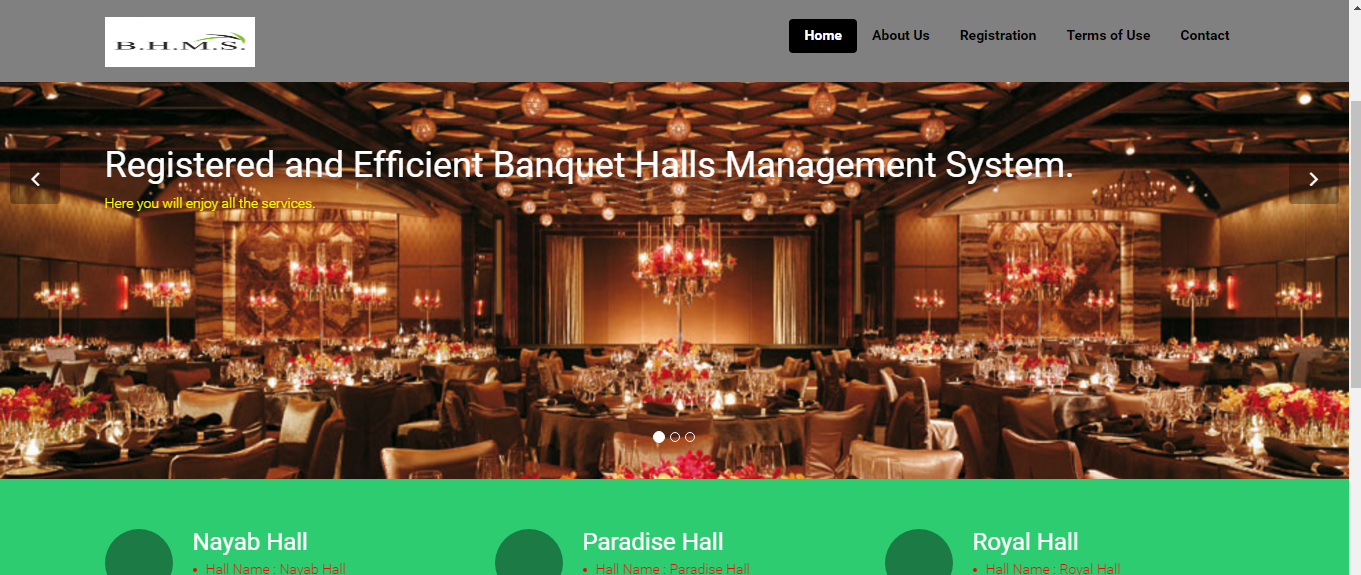 B.H.M.S.
Home About Us Registration Terms of Use Contact
Registered and Efficient Banquet Halls Management System.
Here you will enjoy all the services.
Nayab Hall Paradise Hall Royal Hall
• Hall Name : Nayab Hall • Hall Name : Paradise Hall • Hall Name : Royal Hall